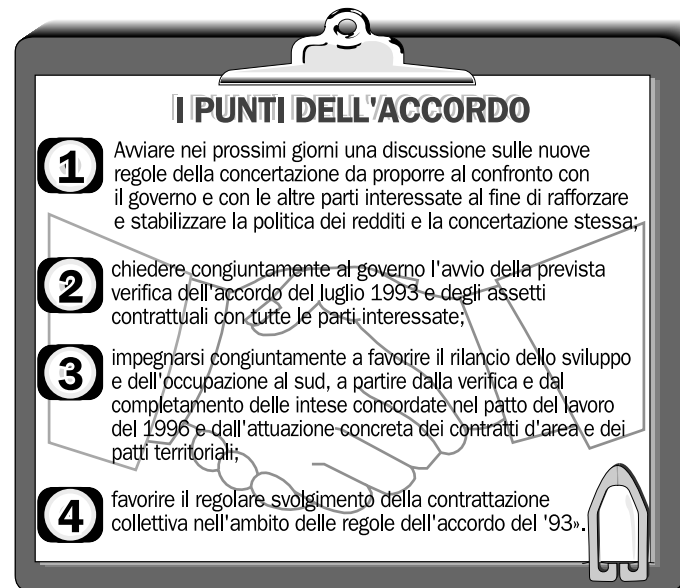 I PUNTI DELL'ACCORDO
1 Avviare nei prossimi giorni una discussione sulle nuove
regole della concertazione da proporre al confronto con
il governo e con le altre parti interessate al fine di rafforzare
e stabilizzare la politica dei redditi e la concertazione stessa;
2 chiedere congiuntamente al governo l'avvio della prevista
verifica dell'accordo del luglio 1993 e degli assetti
contrattuali con tutte le parti interessate;
3 impegnarsi congiuntamente a favorire il rilancio dello sviluppo
e dell'occupazione al sud, a partire dalla verifica e dal
completamento delle intese concordate nel patto del lavoro
del 1996 e dall'attuazione concreta dei contratti d'area e dei
patti territoriali;
4 favorire il regolare svolgimento della contrattazione
collettiva nell'ambito delle regole dell'accordo del '93».